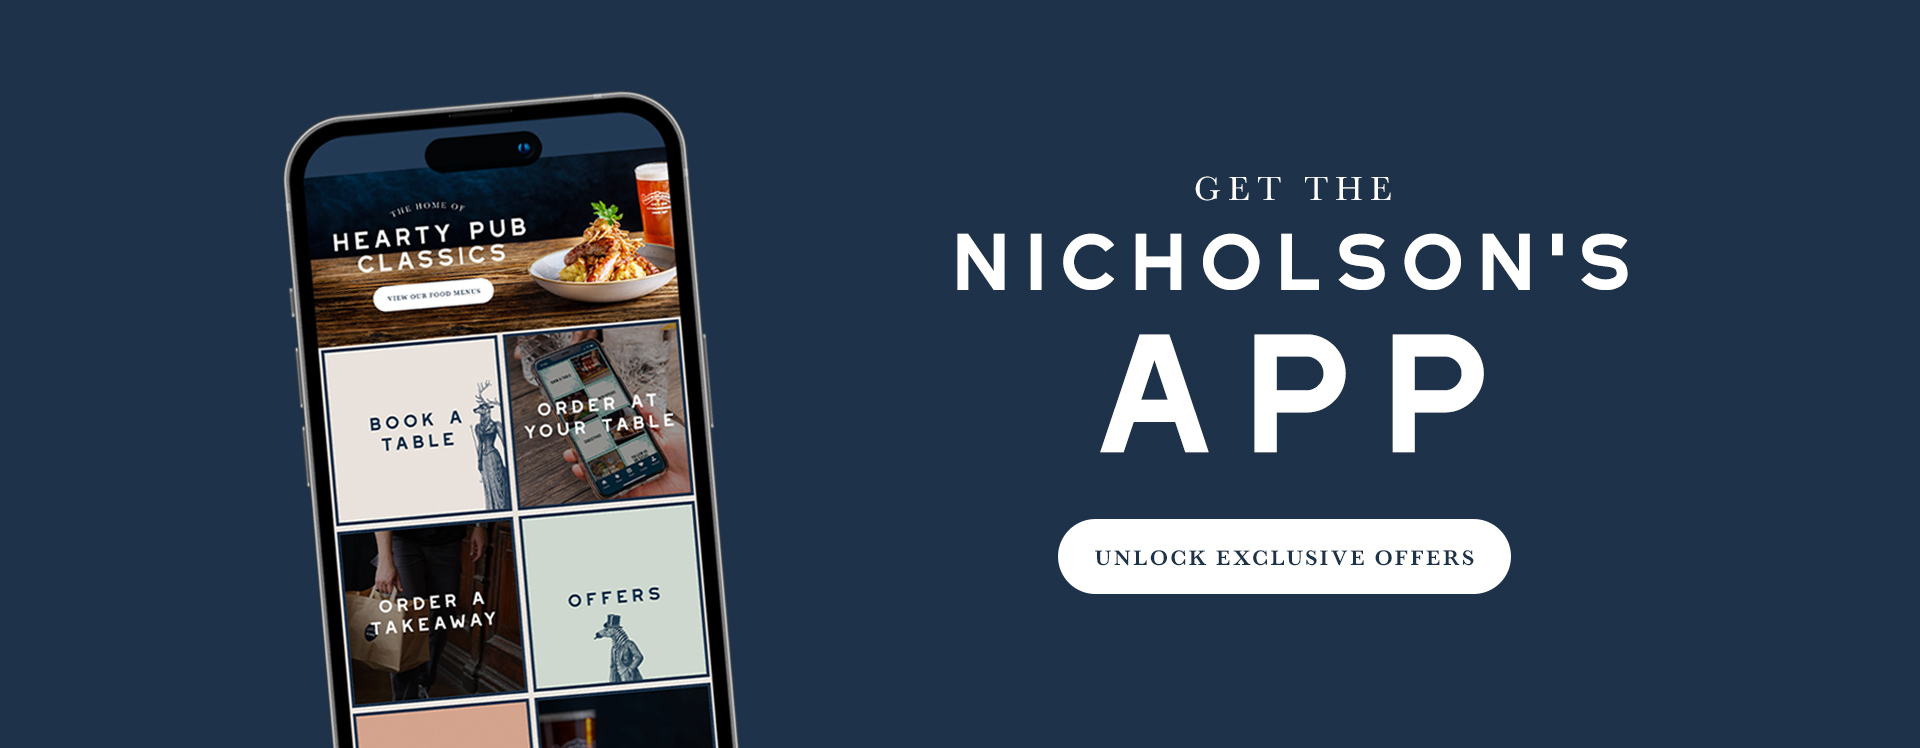 THE HOME OF
HEARTY PUB
CLASSICS
VIEW OUR FOOD MENUS
BOOK A
TABLE
ORDER AT
YOUR TABLE
ORDER A
TAKEAWAY
OFFERS
GET THE
NICHOLSON'S
APP
UNLOCK EXCLUSIVE OFFERS